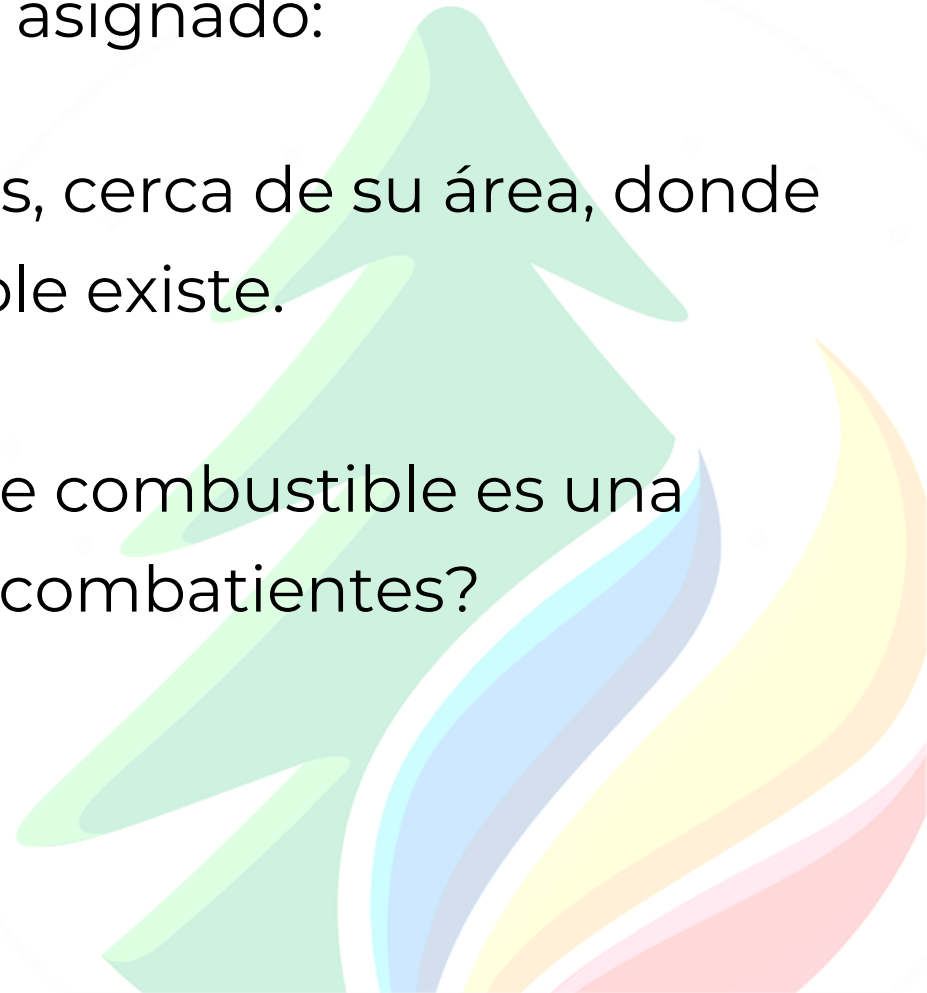 asignado:
s, cerca de su área, donde
ole existe.
e combustible es una
combatientes?